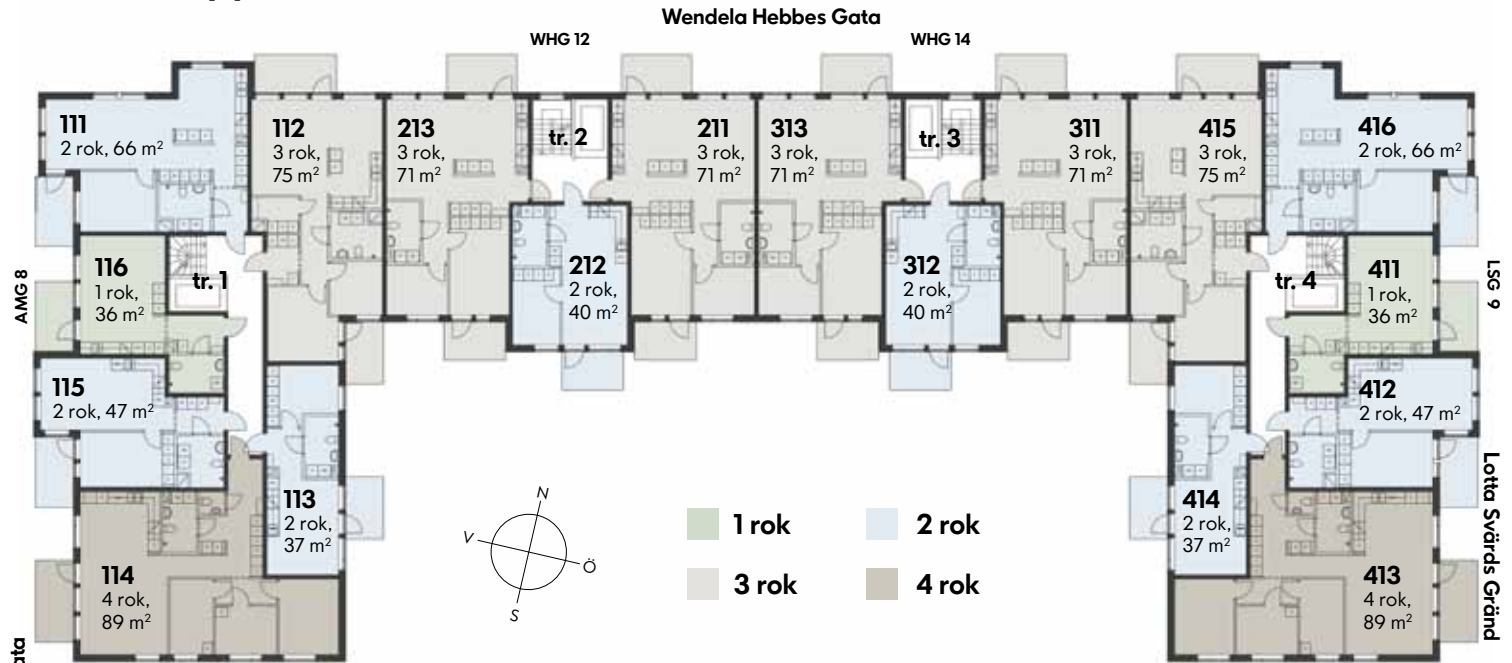 Wendela Hebbes Gata
WHG 12
WHG 14
111
2 rok, 66 m²
112
3 rok,
75 m²
213
3 rok,
71 m²
tr. 2
211
3 rok,
71 m²
313
3 rok,
71 m²
tr. 3
311
3 rok,
71 m²
415
3 rok,
75 m²
416
2 rok, 66 m²
AMG 8
116
1 rok,
36 m²
tr. 1
212
2 rok,
40 m²
312
2 rok,
40 m²
tr. 4
411
1 rok,
36 m²
LSG 9
115
2 rok, 47 m²
412
2 rok, 47 m²
113
2 rok,
37 m²
414
2 rok,
37 m²
114
4 rok,
89 m²
413
4 rok,
89 m²
Lotta Svärds Gränd
N
V
Ö
S
1 rok
2 rok
3 rok
4 rok